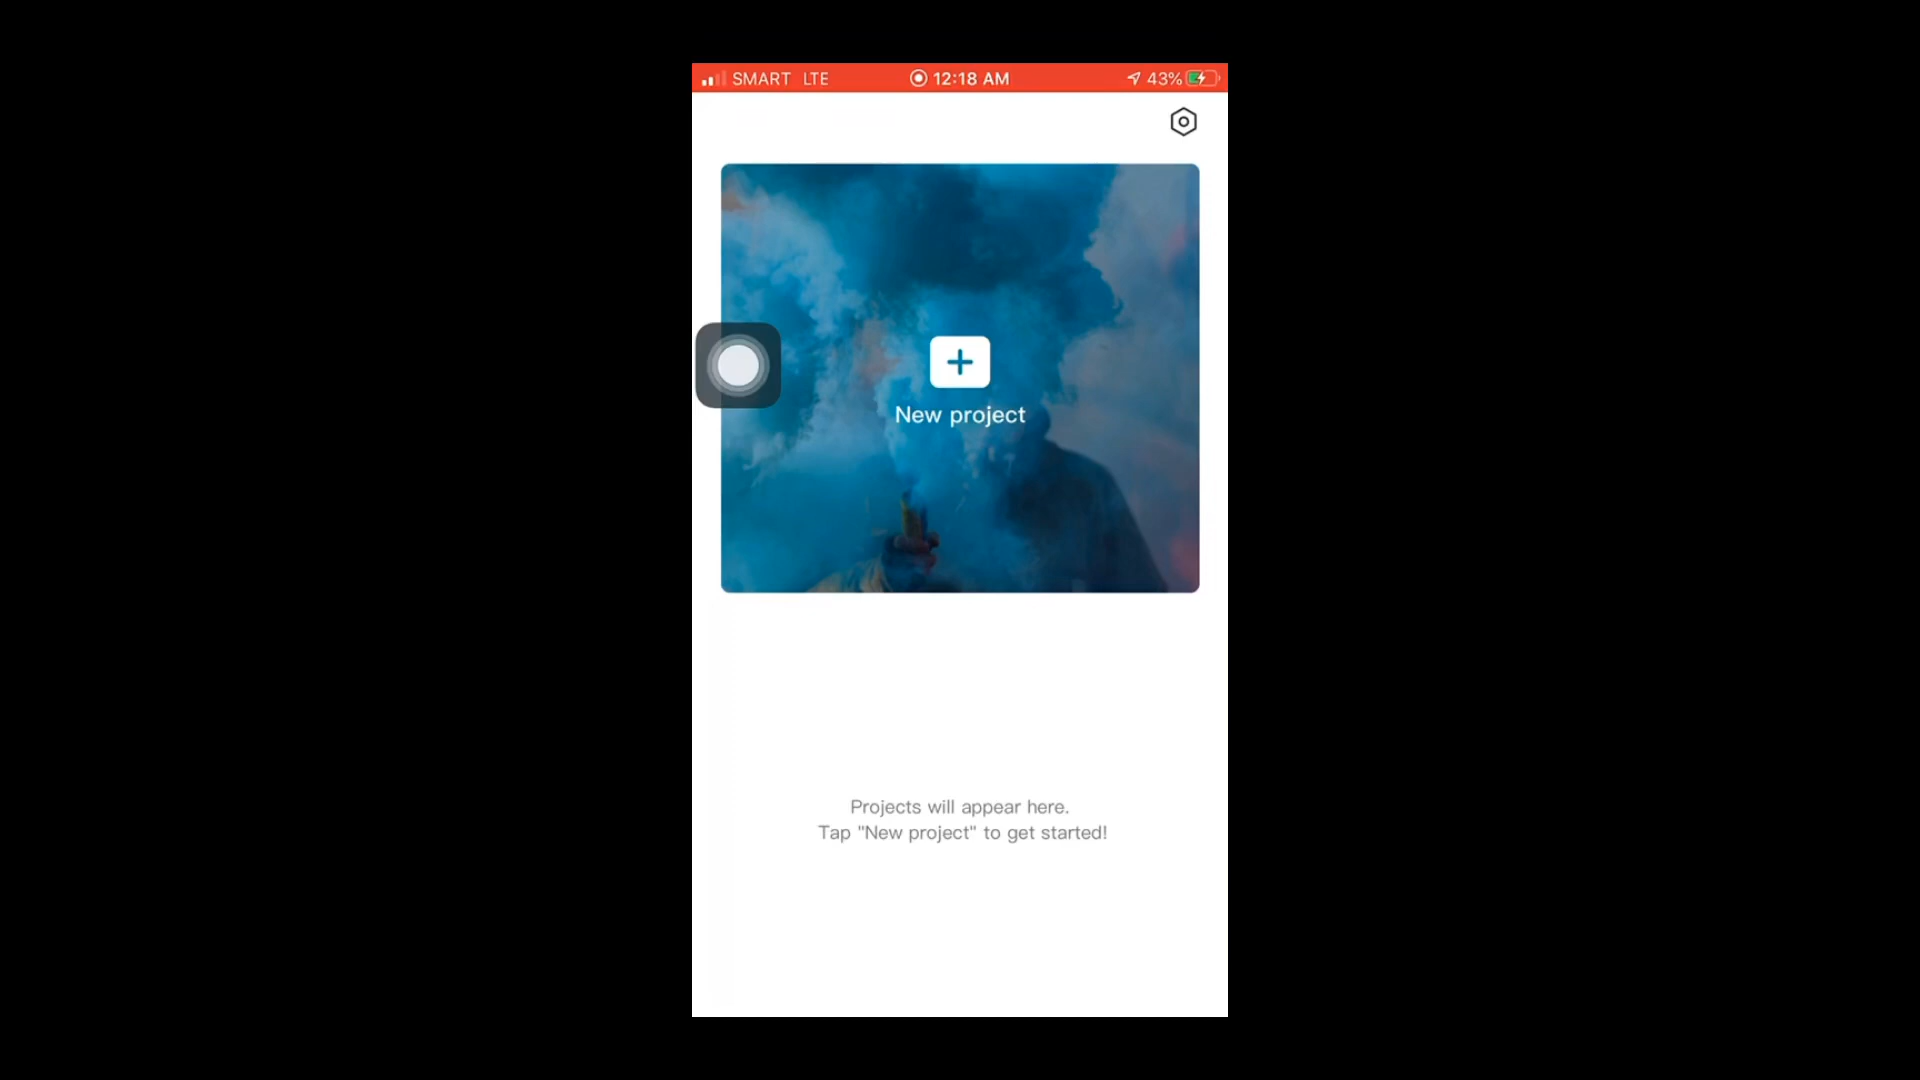 SMART LTE 12:18 AM 43%
New project
Projects will appear here.
Tap "New project" to get started!